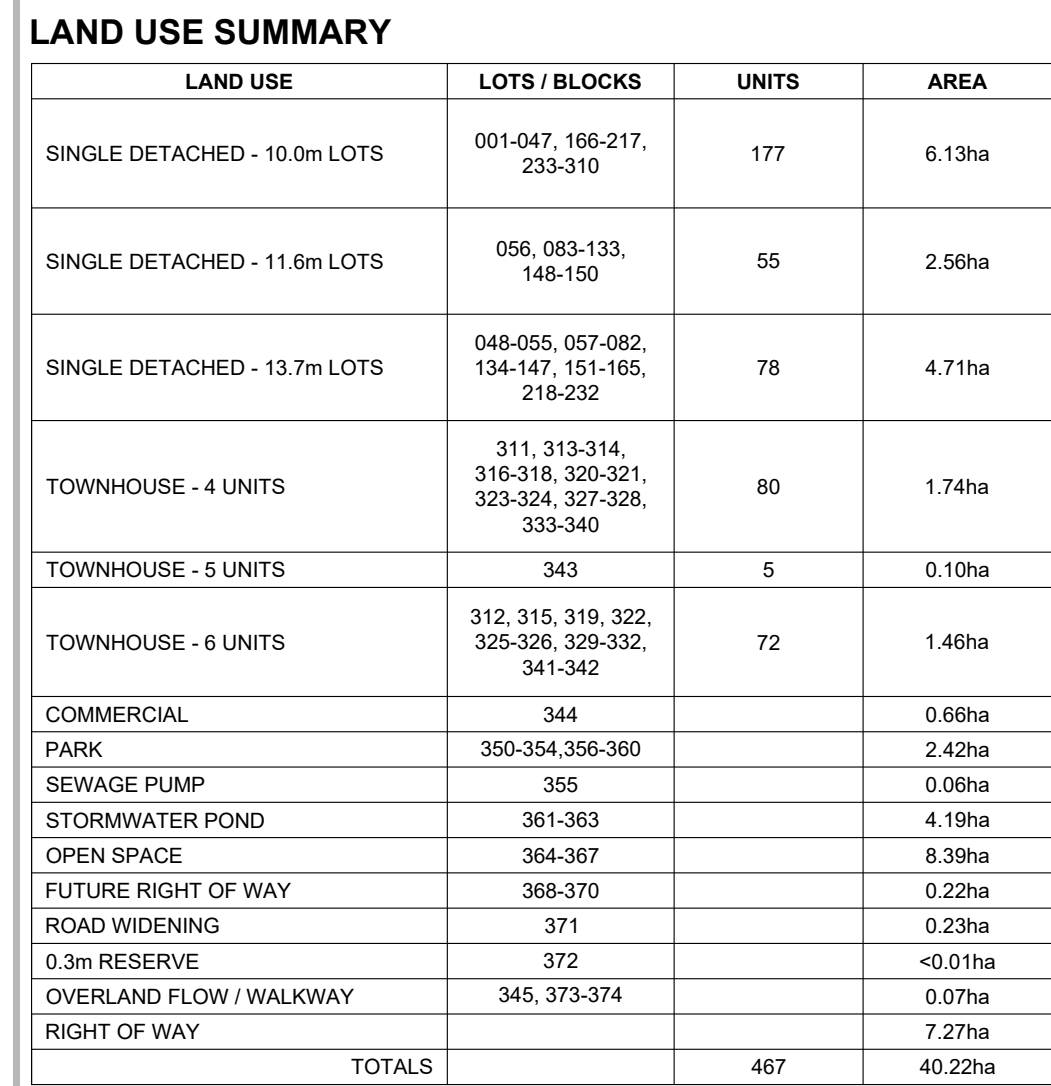 LAND USE SUMMARY
LAND USE LOTS / BLOCKS UNITS AREA
SINGLE DETACHED - 10.0m LOTS 001-047, 166-217, 177 6.13ha
233-310
SINGLE DETACHED - 11.6m LOTS 056, 083-133, 55 2.56ha
148-150
048-055, 057-082,
SINGLE DETACHED - 13.7m LOTS 134-147, 151-165, 78 4.71ha
218-232
311, 313-314,
316-318, 320-321,
TOWNHOUSE - 4 UNITS 323-324, 327-328, 80 1.74ha
333-340
TOWNHOUSE - 5 UNITS 343 5 0.10ha
312, 315, 319, 322,
TOWNHOUSE - 6 UNITS 325-326, 329-332, 72 1.46ha
341-342
COMMERCIAL 344 0.66ha
PARK 350-354,356-360 2.42ha
SEWAGE PUMP 355 0.06ha
STORMWATER POND 361-363 4.19ha
OPEN SPACE 364-367 8.39ha
FUTURE RIGHT OF WAY 368-370 0.22ha
ROAD WIDENING 371 0.23ha
0.3m RESERVE 372 <0.01ha
OVERLAND FLOW / WALKWAY 345, 373-374 0.07ha
RIGHT OF WAY 7.27ha
TOTALS 467 40.22ha